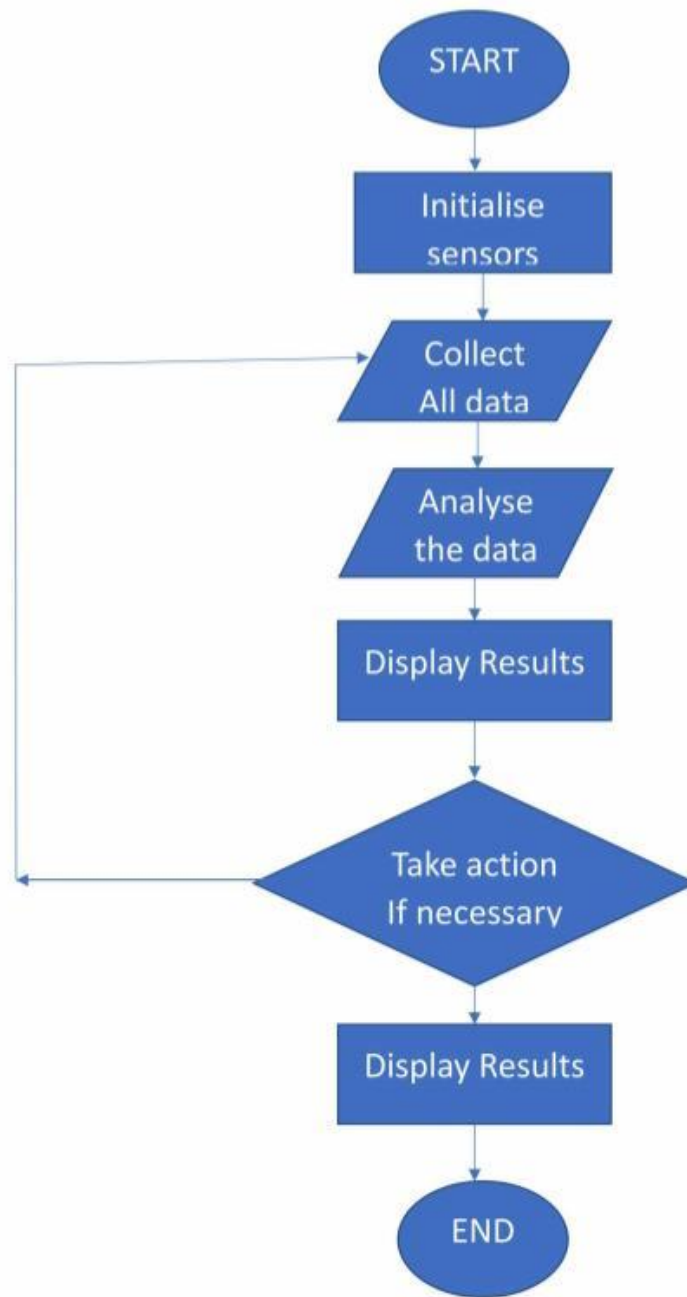 START
Initialise
sensors
Collect
All data
Analyse
the data
Display Results
Take action
If necessary
Display Results
END